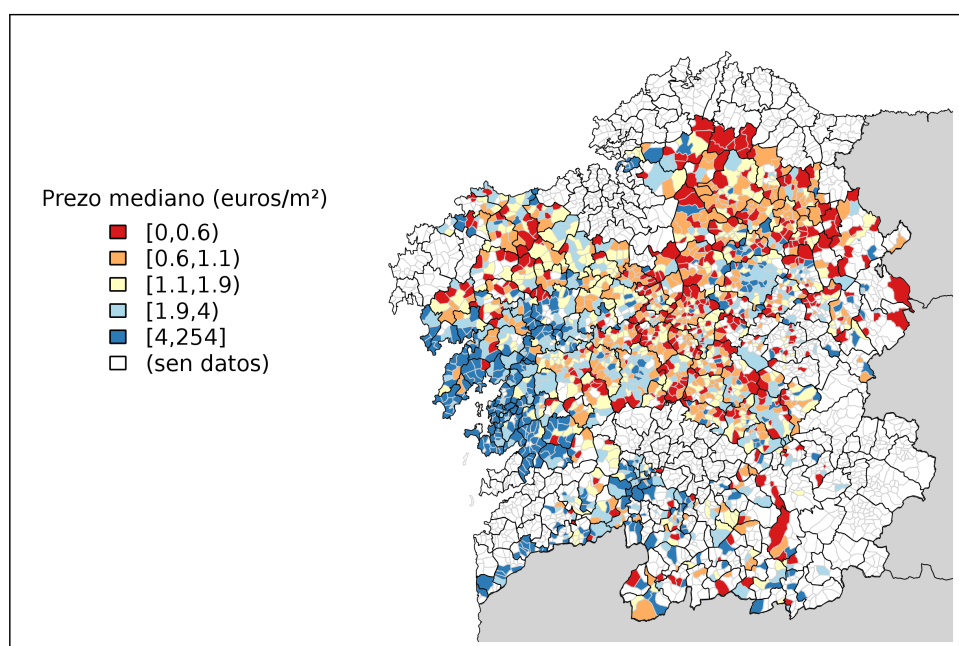 Prezo mediano (euros/m²)
[0,0.6)
[0.6,1.1)
[1.1,1.9)
[1.9,4)
[4,254]
(sen datos)